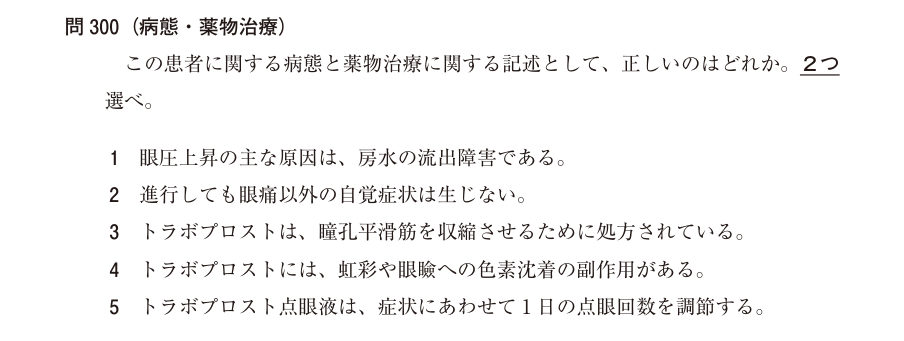 問 300（病態・薬物治療）
この患者に関する病態と薬物治療に関する記述として、正しいのはどれか。２つ
選べ。
1 眼圧上昇の主な原因は、房水の流出障害である。
2 進行しても眼痛以外の自覚症状は生じない。
3 トラボプロストは、瞳孔平滑筋を収縮させるために処方されている。
4 トラボプロストには、虹彩や眼瞼への色素沈着の副作用がある。
5 トラボプロスト点眼液は、症状にあわせて１日の点眼回数を調節する。